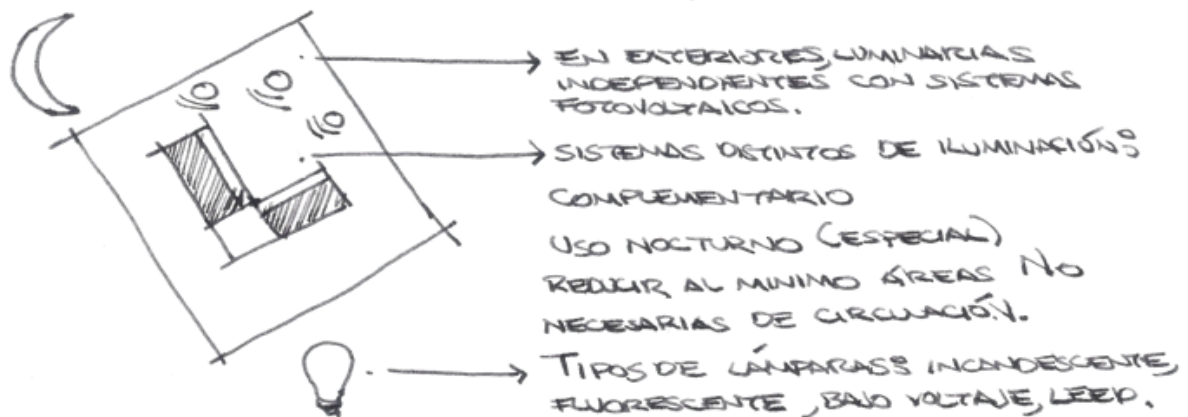 EN EXTERIORES, LUMINARIAS
INDEPENDIENTES CON SISTEMAS
FOTOVOLTAICOS.
SISTEMAS DISTINTOS DE ILUMINACIÓN:
COMPLEMENTARIO
USO NOCTURNO (ESPECIAL)
REDUCIR AL MINIMO ÁREAS NO
NECESARIAS DE CIRCULACIÓN.
TIPOS DE LÁMPARAS: INCANDESCENTE,
FLUORESCENTE, BAJO VOLTAJE, LEED.